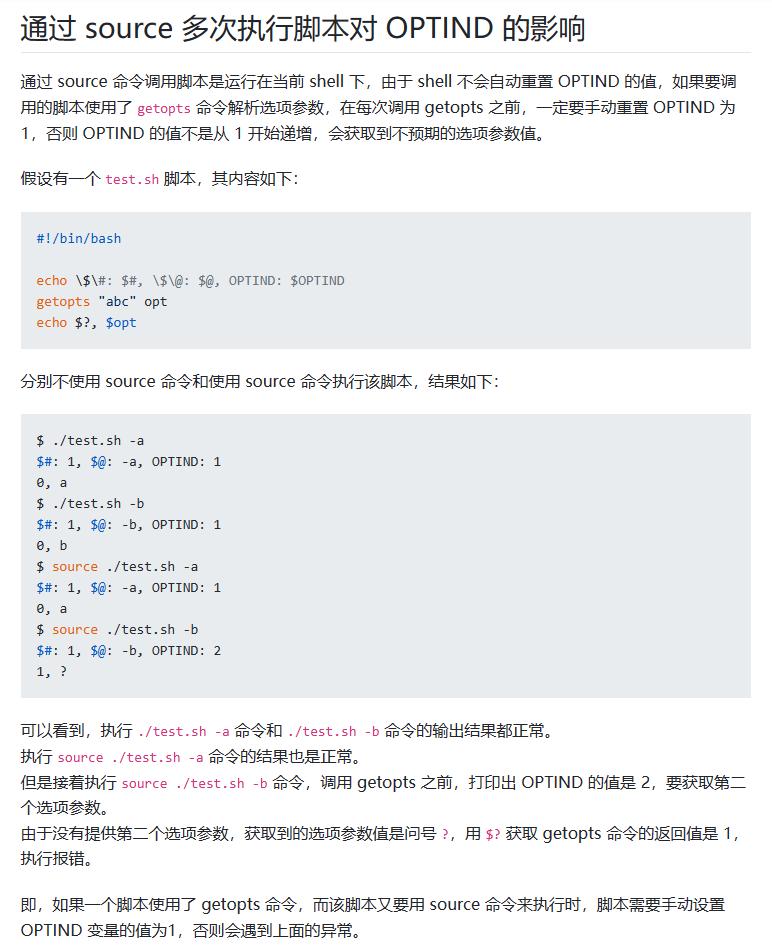 通过 source 多次执行脚本对 OPTIND 的影响
通过 source 命令调用脚本是运行在当前 shell 下，由于 shell 不会自动重置 OPTIND 的值，如果要调
用的脚本使用了 getopts 命令解析选项参数，在每次调用 getopts 之前，一定要手动重置 OPTIND 为
1，否则 OPTIND 的值不是从 1 开始递增，会获取到不预期的选项参数值。
假设有一个 test.sh 脚本，其内容如下：
#!/bin/bash
echo \$\#: $#, \$\@: $@, OPTIND: $OPTIND
getopts "abc" opt
echo $?, $opt
分别不使用 source 命令和使用 source 命令执行该脚本，结果如下：
$ ./test.sh -a
$#: 1, $@: -a, OPTIND: 1
0, a
$ ./test.sh -b
$#: 1, $@: -b, OPTIND: 1
0, b
$ source ./test.sh -a
$#: 1, $@: -a, OPTIND: 1
0, a
$ source ./test.sh -b
$#: 1, $@: -b, OPTIND: 2
1, ?
可以看到，执行 ./test.sh -a 命令和 ./test.sh -b 命令的输出结果都正常。
执行 source ./test.sh -a 命令的结果也是正常。
但是接着执行 source ./test.sh -b 命令，调用 getopts 之前，打印出 OPTIND 的值是 2，要获取第二
个选项参数。
由于没有提供第二个选项参数，获取到的选项参数值是问号 ?，用 $? 获取 getopts 命令的返回值是 1，
执行报错。
即，如果一个脚本使用了 getopts 命令，而该脚本又要用 source 命令来执行时，脚本需要手动设置
OPTIND 变量的值为1，否则会遇到上面的异常。